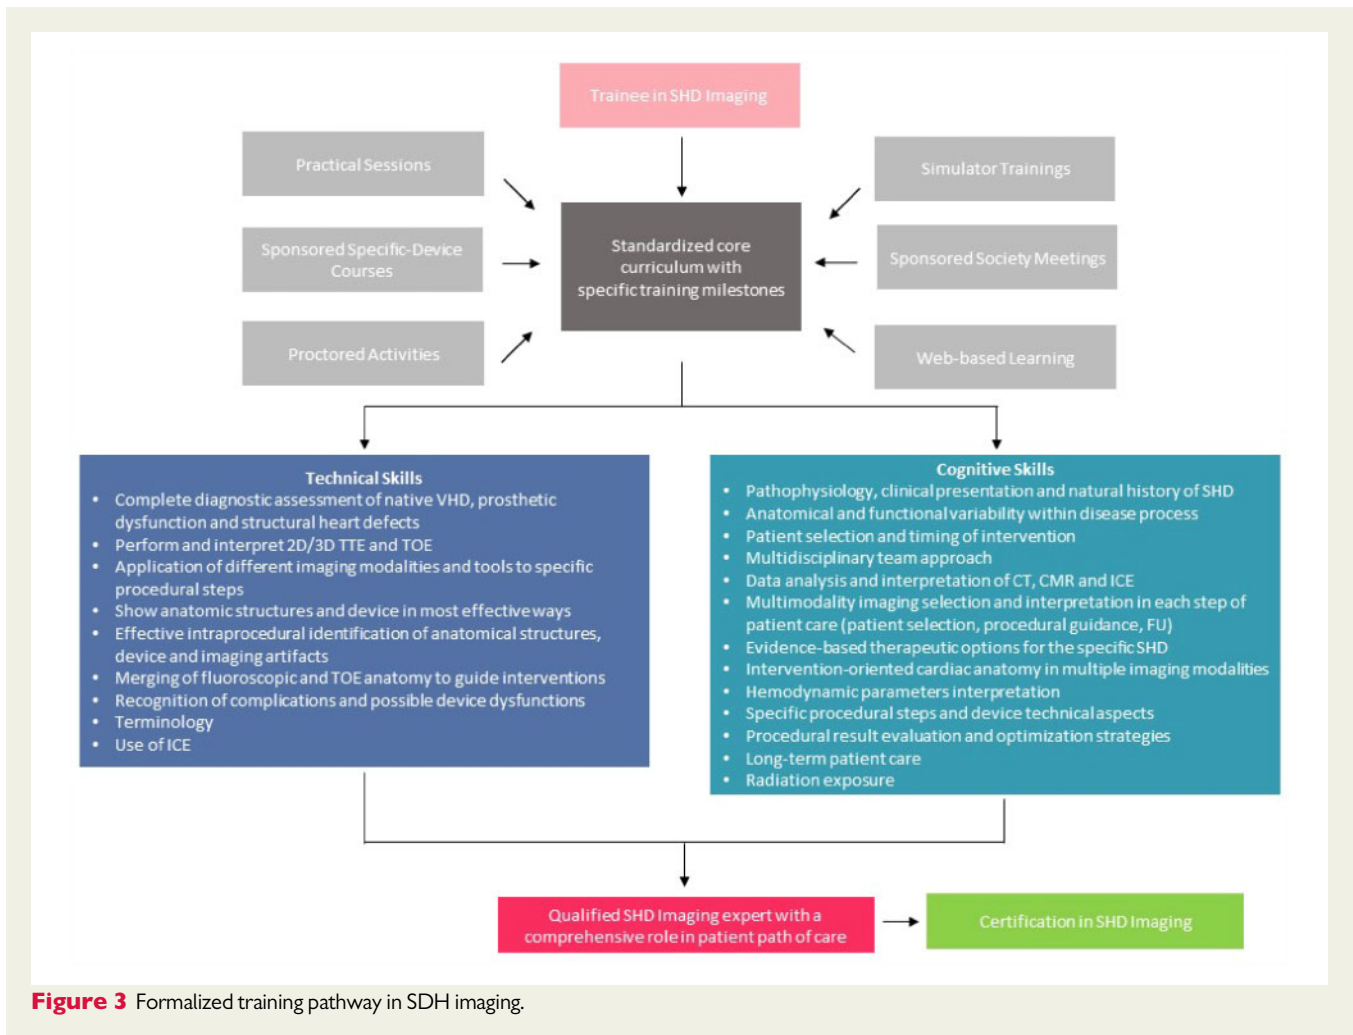 Trainee in SHD Imaging
Practical Sessions
Simulator Trainings
Sponsored Specific-Device
Courses
Standardized core
curriculum with
specific training milestones
Sponsored Society Meetings
Proctored Activities
Web-based Learning
Technical Skills
• Complete diagnostic assessment of native VHD, prosthetic
dysfunction and structural heart defects
• Perform and interpret 2D/3D TTE and TOE
• Application of different imaging modalities and tools to specific
procedural steps
• Show anatomic structures and device in most effective ways
• Effective intraprocedural identification of anatomical structures,
device and imaging artifacts
• Merging of fluoroscopic and TOE anatomy to guide interventions
• Recognition of complications and possible device dysfunctions
• Terminology
• Use of ICE
Cognitive Skills
• Pathophysiology, clinical presentation and natural history of SHD
• Anatomical and functional variability within disease process
• Patient selection and timing of intervention
• Multidisciplinary team approach
• Data analysis and interpretation of CT, CMR and ICE
• Multimodality imaging selection and interpretation in each step of
patient care (patient selection, procedural guidance, FU)
• Evidence-based therapeutic options for the specific SHD
• Intervention-oriented cardiac anatomy in multiple imaging modalities
• Hemodynamic parameters interpretation
• Specific procedural steps and device technical aspects
• Procedural result evaluation and optimization strategies
• Long-term patient care
• Radiation exposure
Qualified SHD Imaging expert with a
comprehensive role in patient path of care
Certification in SHD Imaging
Figure 3 Formalized training pathway in SDH imaging.